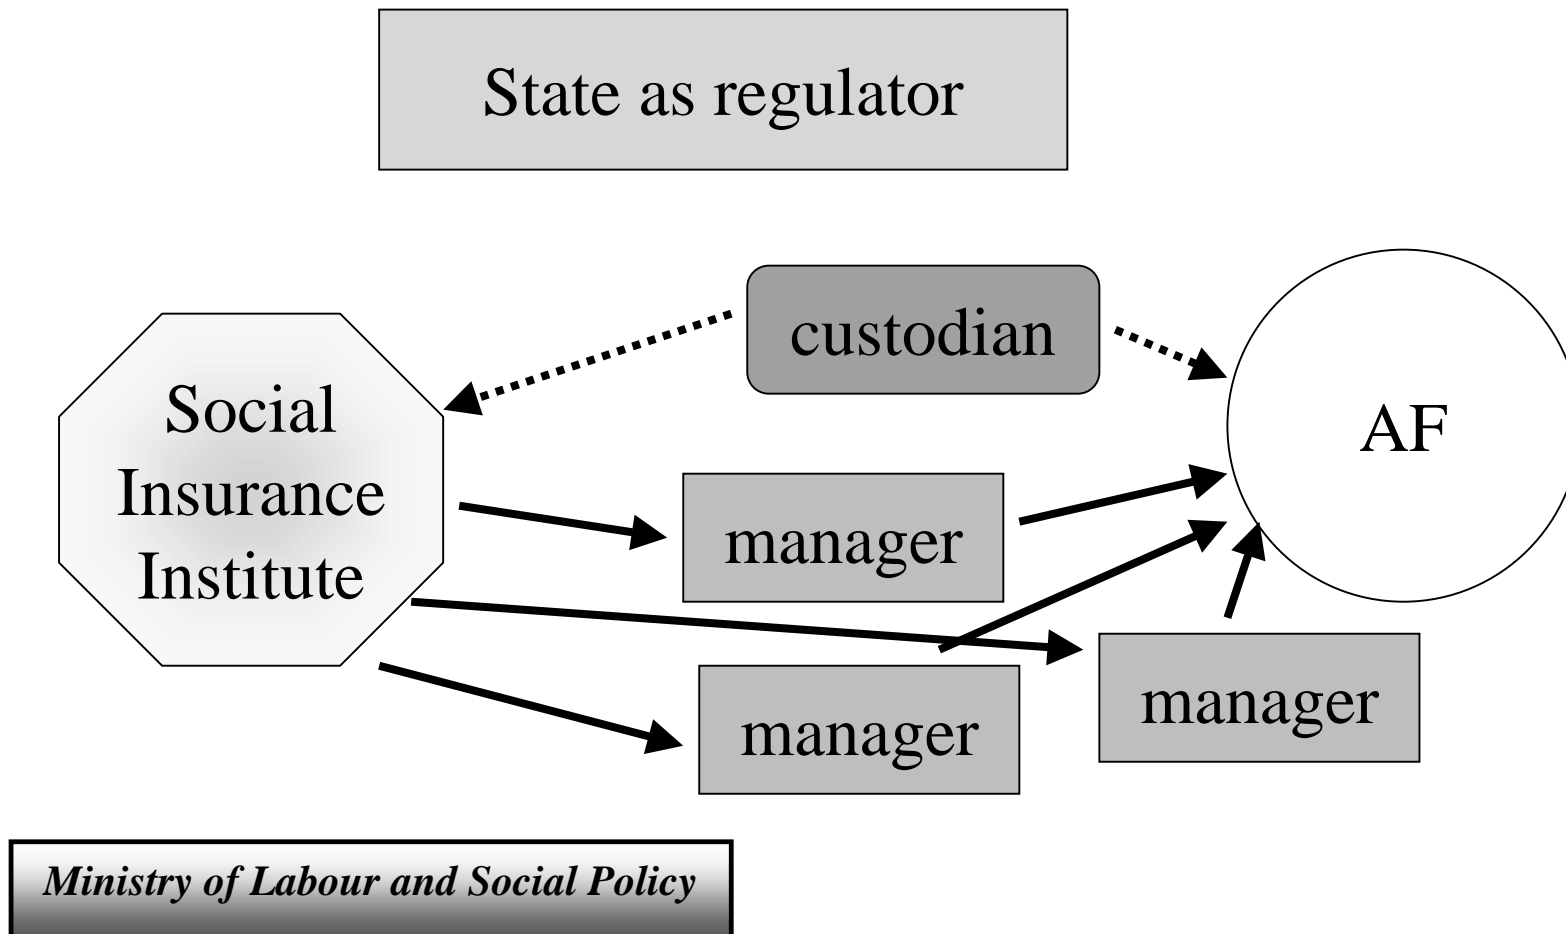 State as regulator
custodian
AF
Social
Insurance
Institute
manager
manager
manager
Ministry of Labour and Social Policy